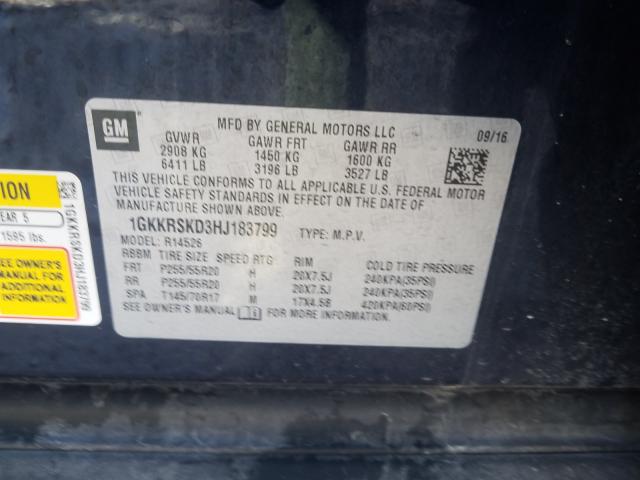 GM
MFD BY GENERAL MOTORS LLC
09/16
GVWR GAWR FRT GAWR RR
2908 KG 1450 KG 1600 KG
6411 LB 3196 LB 3527 LB
THIS VEHICLE CONFORMS TO ALL APPLICABLE U.S. FEDERAL MOTOR
VEHICLE SAFETY STANDARDS IN EFFECT ON THE DATE OF
MANUFACTURE SHOWN ABOVE.
1GKKRSKD3HJ183799 TYPE: M.P.V.
MODEL: R14526
RBBM TIRE SIZE SPEED RTG RIM COLD TIRE PRESSURE
FRT P255/55R20 H 20X7.5J 240KPA(35PSI)
RR P255/55R20 H 20X7.5J 240KPA(35PSI)
SPA T145/70R17 M 17X4.5B 420KPA(60PSI)
SEE OWNER'S MANUAL FOR MORE INFORMATION.
TION
EAR 5
1595 lbs.
SEE OWNER'S
MANUAL FOR
ADDITIONAL
INFORMATION
1GKKRSKD3HJ183799